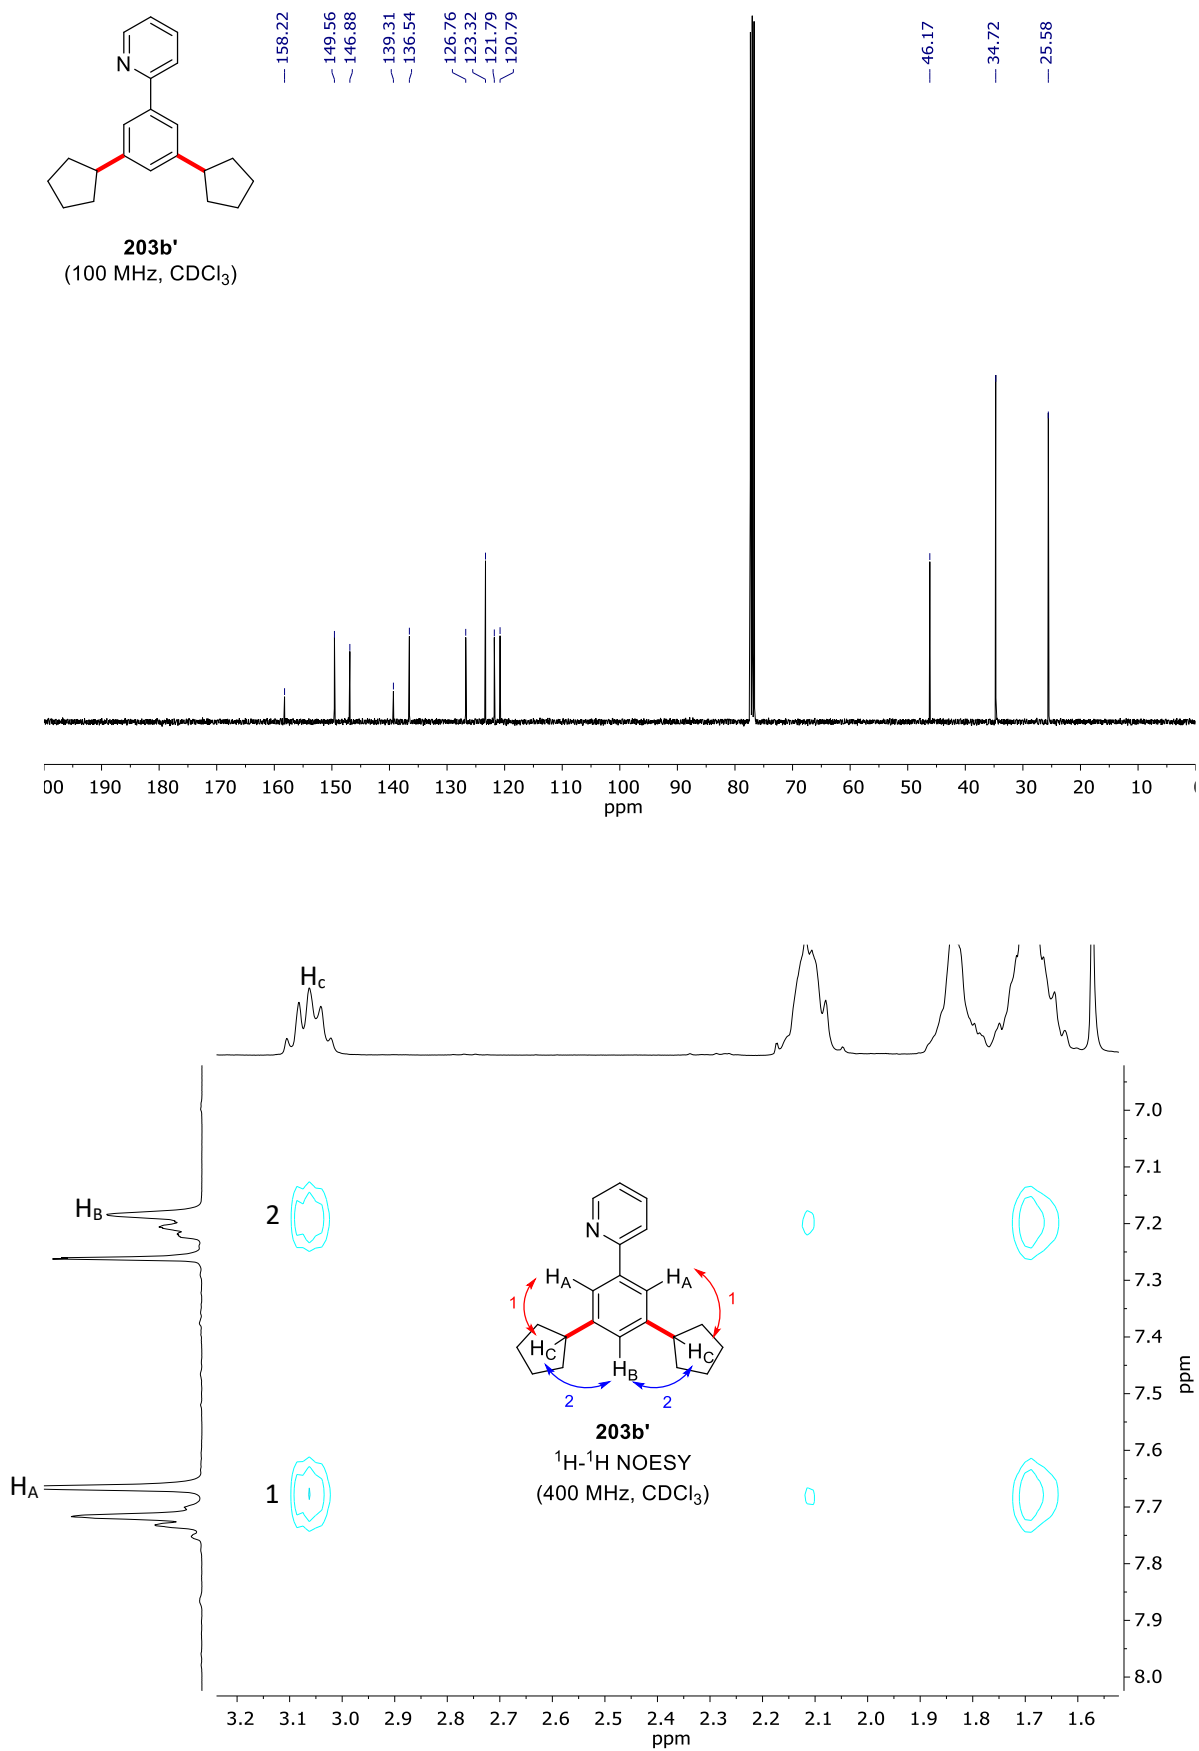 158.22
149.56
146.88
139.31
136.54
126.76
123.32
121.79
120.79
46.17
34.72
25.58
N
203b'
(100 MHz, CDCl₃)
00 190 180 170 160 150 140 130 120 110 100 90 80 70 60 50 40 30 20 10
ppm
Hc
7.0
7.1
HB
2
7.2
N
7.3
HA HA
1 1
7.4
HC HC
HB
2 2
7.5
203b'
7.6
¹H-¹H NOESY
HA
1
(400 MHz, CDCl₃)
7.7
7.8
7.9
8.0
ppm
3.2 3.1 3.0 2.9 2.8 2.7 2.6 2.5 2.4 2.3 2.2 2.1 2.0 1.9 1.8 1.7 1.6
ppm